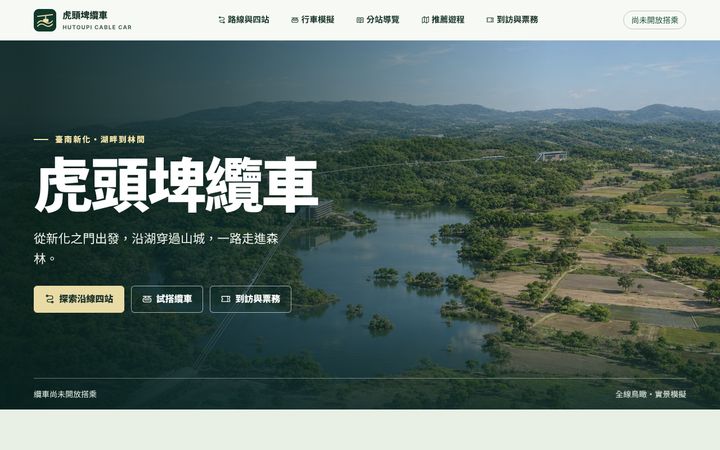 虎頭埤纜車
HUTOUPI CABLE CAR
路線與四站
行車模擬
分站導覽
推薦遊程
到訪與票務
尚未開放搭乘
臺南新化・湖畔到林間
虎頭埤纜車
從新化之門出發，沿湖穿過山城，一路走進森
林。
探索沿線四站
試搭纜車
到訪與票務
纜車尚未開放搭乘
全線鳥瞰・實景模擬